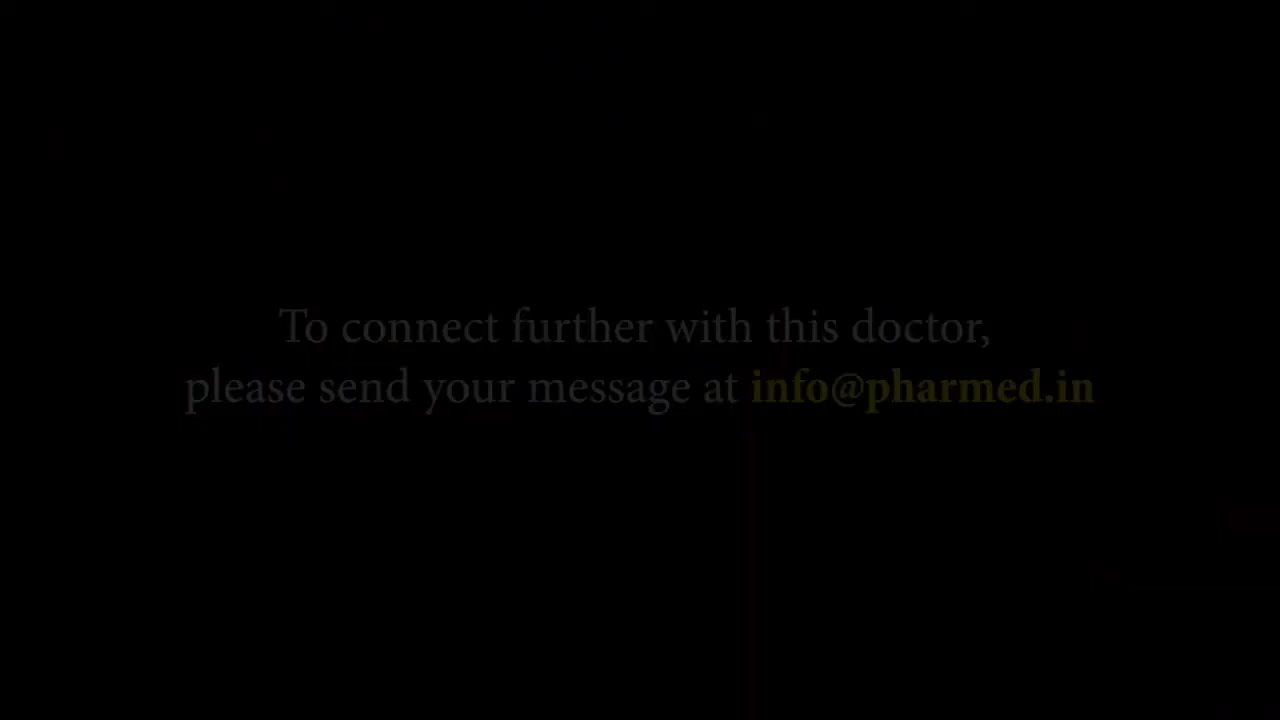 To connect further with this doctor,
please send your message at info@pharmed.in